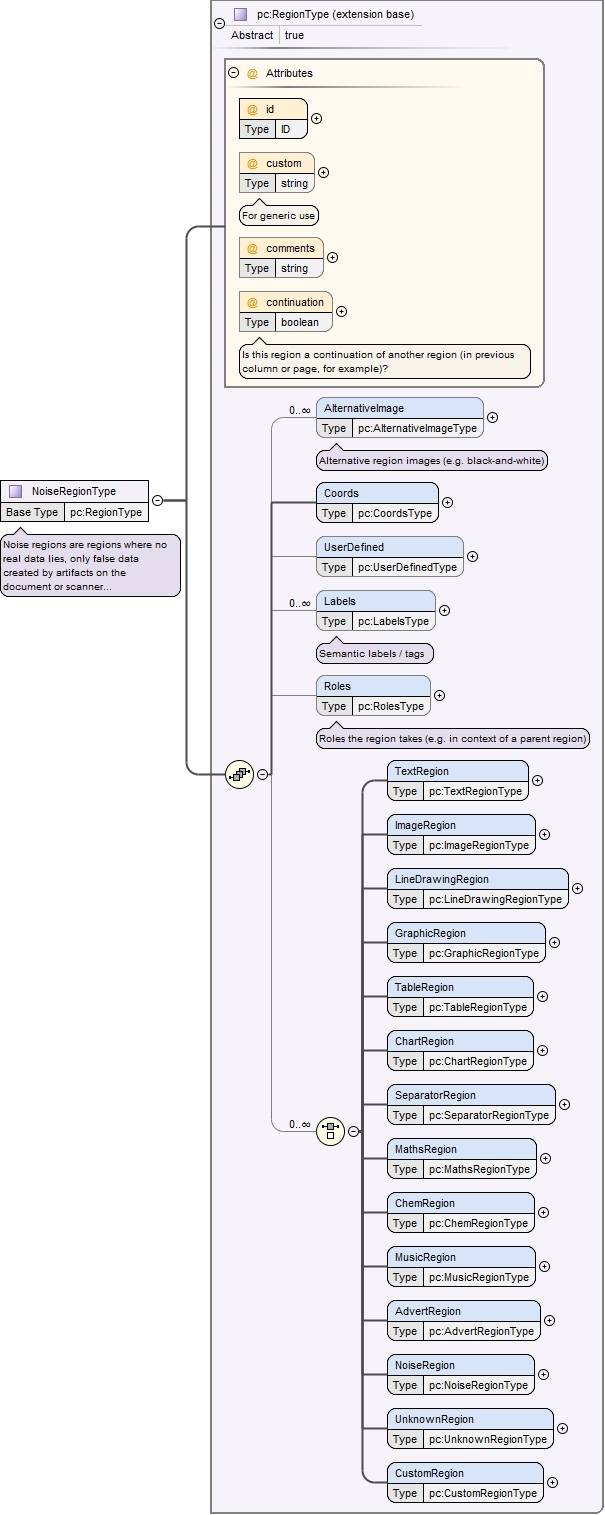 pc:RegionType (extension base)
Abstract true
@ Attributes
@ id
Type ID
@ custom
Type string
For generic use
@ comments
Type string
@ continuation
Type boolean
Is this region a continuation of another region (in previous
column or page, for example)?
NoiseRegionType
Base Type pc:RegionType
Noise regions are regions where no
real data lies, only false data
created by artifacts on the
document or scanner...
0..∞
AlternativeImage
Type pc:AlternativeImageType
Alternative region images (e.g. black-and-white)
Coords
Type pc:CoordsType
UserDefined
Type pc:UserDefinedType
0..∞
Labels
Type pc:LabelsType
Semantic labels / tags
Roles
Type pc:RolesType
Roles the region takes (e.g. in context of a parent region)
0..∞
TextRegion
Type pc:TextRegionType
ImageRegion
Type pc:ImageRegionType
LineDrawingRegion
Type pc:LineDrawingRegionType
GraphicRegion
Type pc:GraphicRegionType
TableRegion
Type pc:TableRegionType
ChartRegion
Type pc:ChartRegionType
SeparatorRegion
Type pc:SeparatorRegionType
MathsRegion
Type pc:MathsRegionType
ChemRegion
Type pc:ChemRegionType
MusicRegion
Type pc:MusicRegionType
AdvertRegion
Type pc:AdvertRegionType
NoiseRegion
Type pc:NoiseRegionType
UnknownRegion
Type pc:UnknownRegionType
CustomRegion
Type pc:CustomRegionType